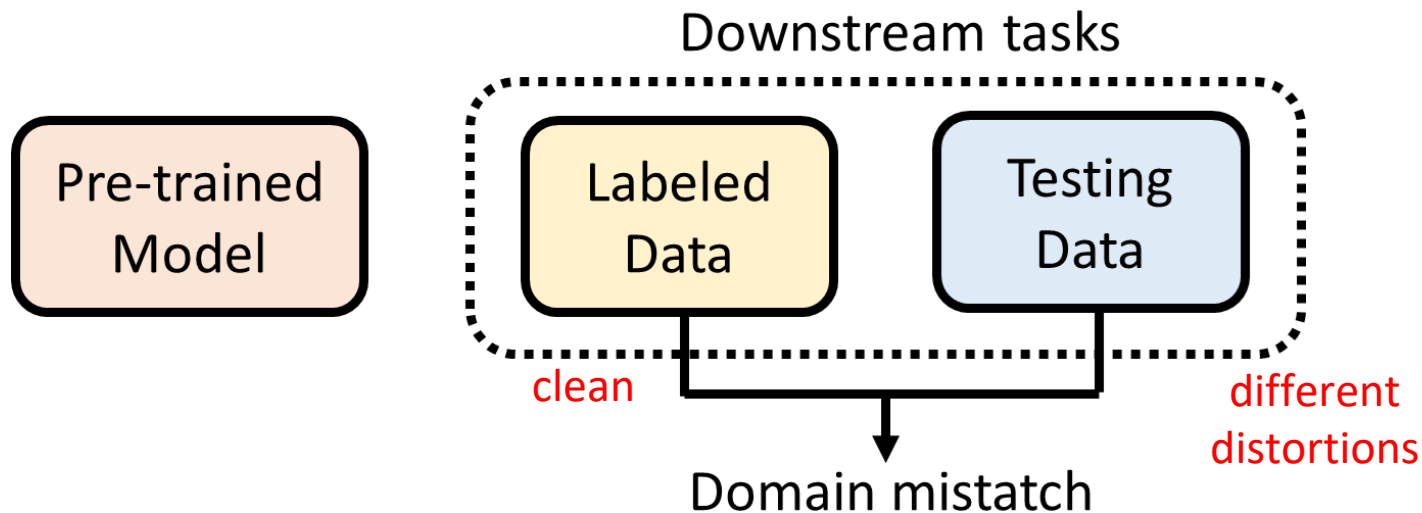 Downstream tasks
Pre-trained
Model
Labeled
Data
Testing
Data
clean
different
distortions
Domain mistatch